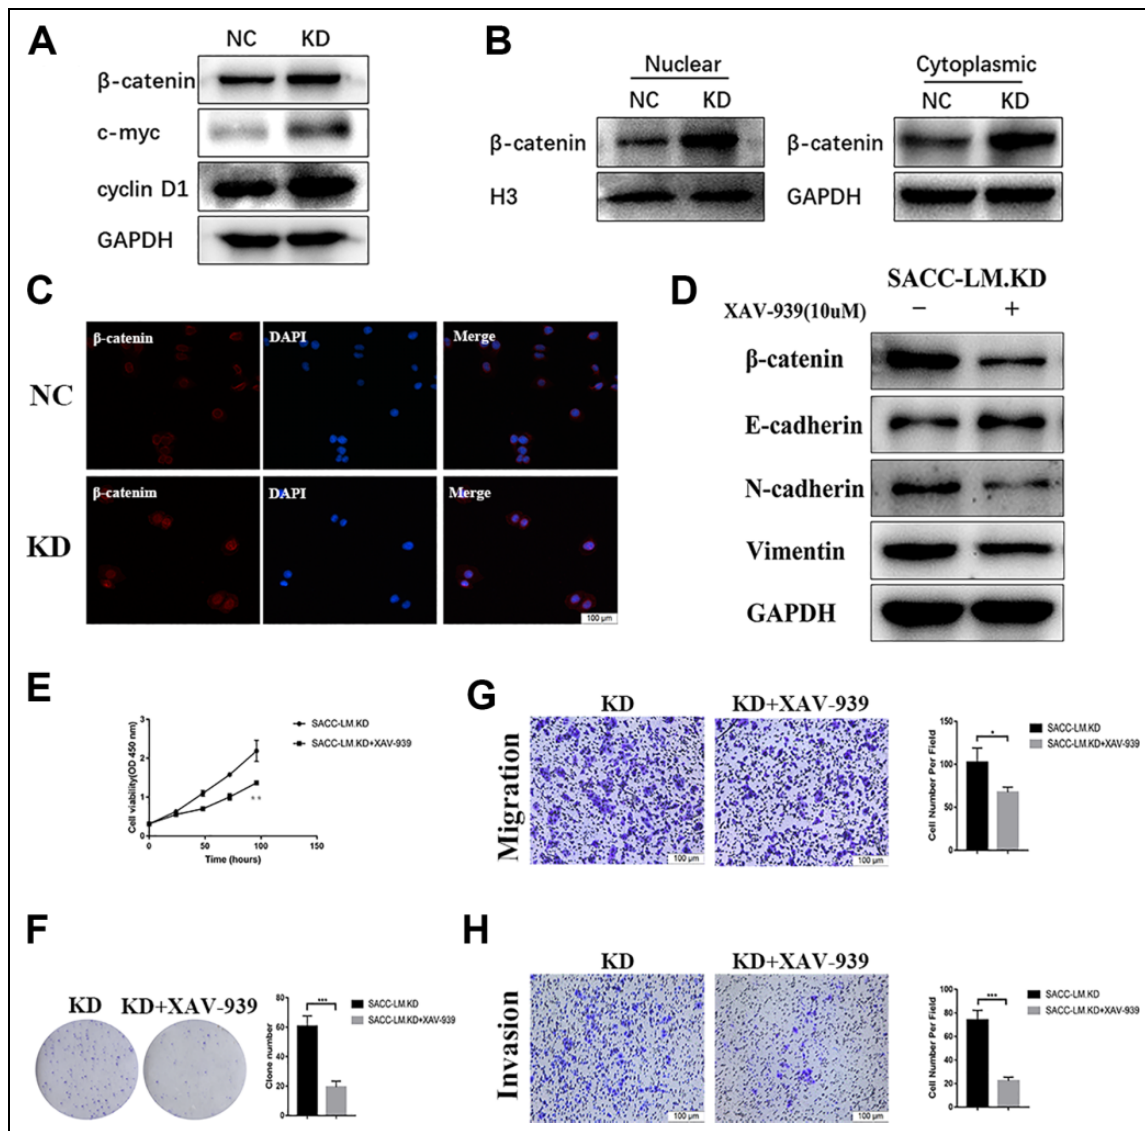 A
NC KD
β-catenin
c-myc
cyclin D1
GAPDH
B
Nuclear
NC KD
β-catenin
H3
Cytoplasmic
NC KD
β-catenin
GAPDH
C
β-catenin DAPI Merge
NC
β-catenim DAPI Merge
KD
100 μm
D
SACC-LM.KD
XAV-939(10uM) − +
β-catenin
E-cadherin
N-cadherin
Vimentin
GAPDH
E
Cell viability(OD 450 nm)
3
2
1
0
0 50 100 150
Time (hours)
SACC-LM.KD
SACC-LM.KD+XAV-939
**
F
KD KD+XAV-939
Clone number
80
60
40
20
0
***
SACC-LM.KD
SACC-LM.KD+XAV-939
G
KD KD+XAV-939
Migration
100 μm 100 μm
Cell Number Per Field
150
100
50
0
*
SACC-LM.KD
SACC-LM.KD+XAV-939
H
KD KD+XAV-939
Invasion
100 μm 100 μm
Cell Number Per Field
100
80
60
40
20
0
***
SACC-LM.KD
SACC-LM.KD+XAV-939